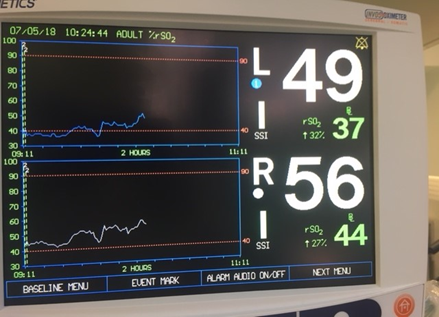 ETICS
07/05/18 10:24:44 ADULT %rSO₂
100
90
80
70
60
50
40
30
90
40
09:11 2 HOURS 11:11
L 49
SSI
rSO₂ 37
↑32%
100
90
80
70
60
50
40
30
90
40
09:11 2 HOURS 11:11
R 56
SSI
rSO₂ 44
↑27%
BASELINE MENU EVENT MARK ALARM AUDIO ON/OFF NEXT MENU